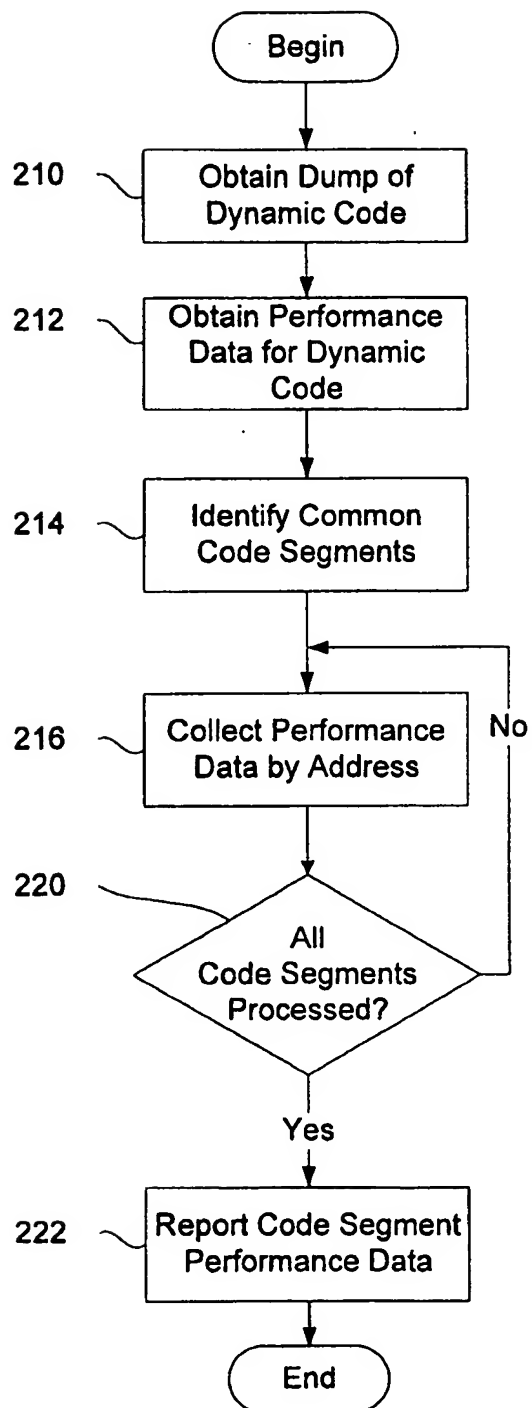 Begin
210
Obtain Dump of
Dynamic Code
212
Obtain Performance
Data for Dynamic
Code
214
Identify Common
Code Segments
216
Collect Performance
Data by Address
No
220
All
Code Segments
Processed?
Yes
222
Report Code Segment
Performance Data
End